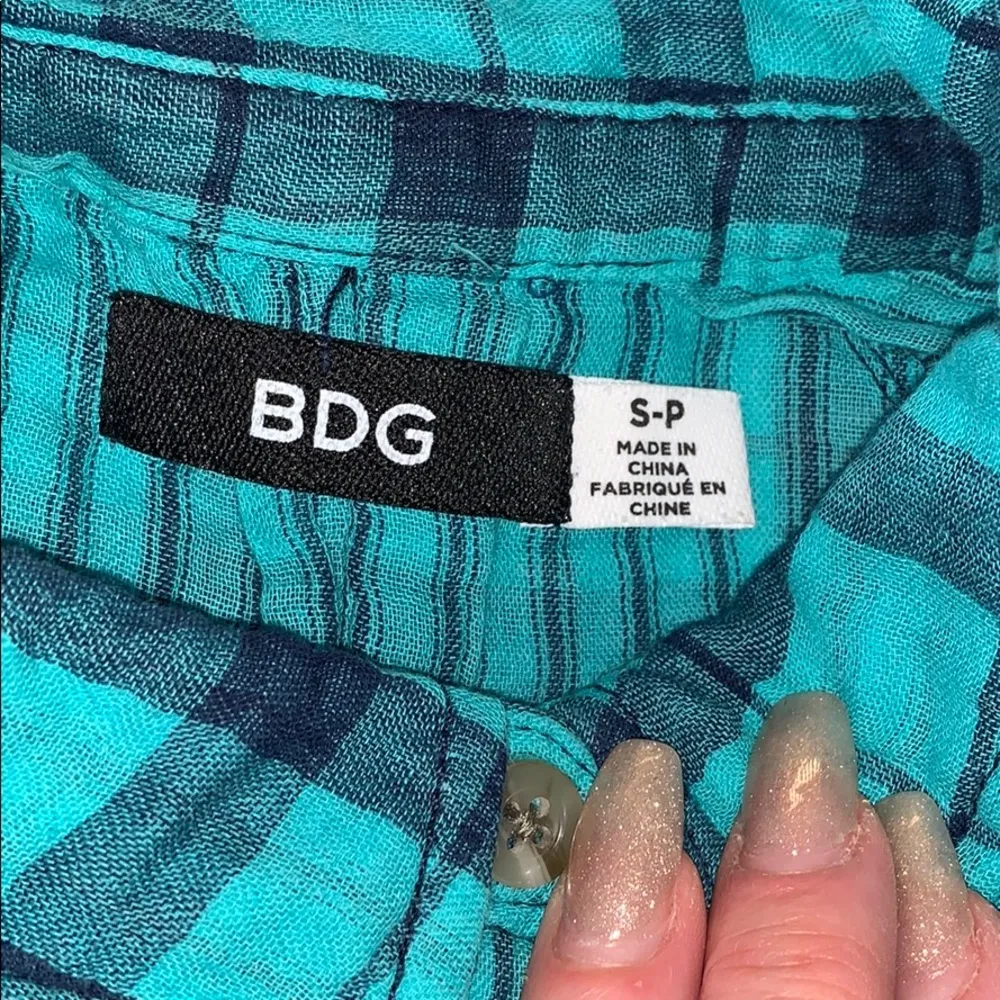 BDG
S-P
MADE IN
CHINA
FABRIQUÉ EN
CHINE